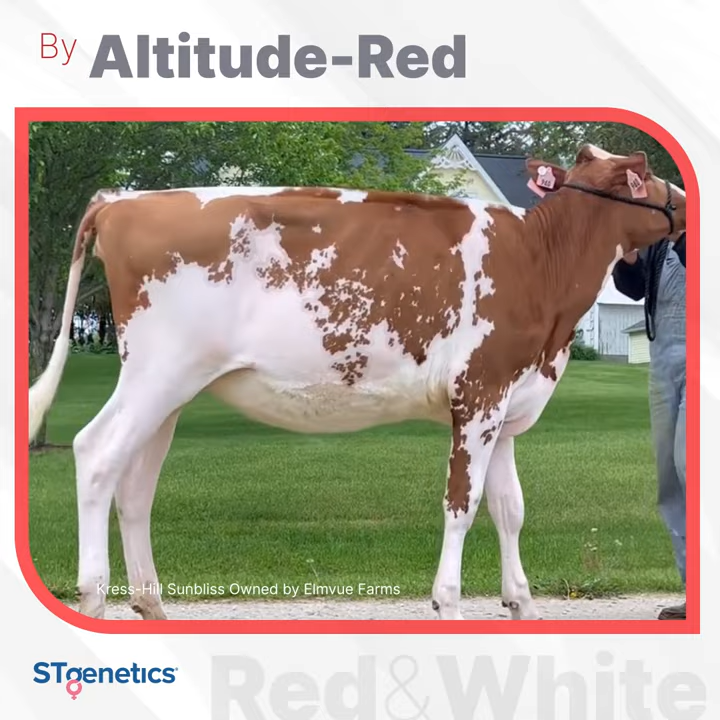 By Altitude-Red
Kress-Hill Sunbliss Owned by Elmvue Farms
STgenetics
Red&White